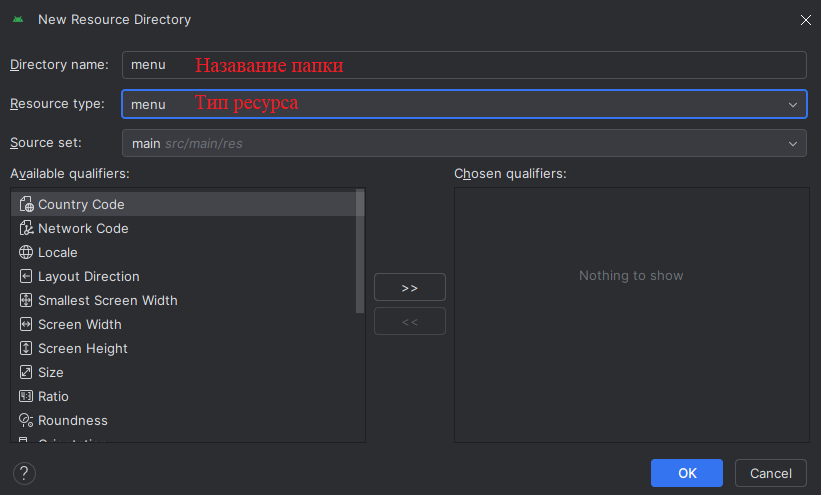 New Resource Directory
Directory name: menu Назавание папки
Resource type: menu Тип ресурса
Source set: main src/main/res
Available qualifiers:
Chosen qualifiers:
Country Code
Network Code
Locale
Layout Direction
Smallest Screen Width
Screen Width
Screen Height
Size
Ratio
Roundness
>>
<<
Nothing to show
?
OK
Cancel